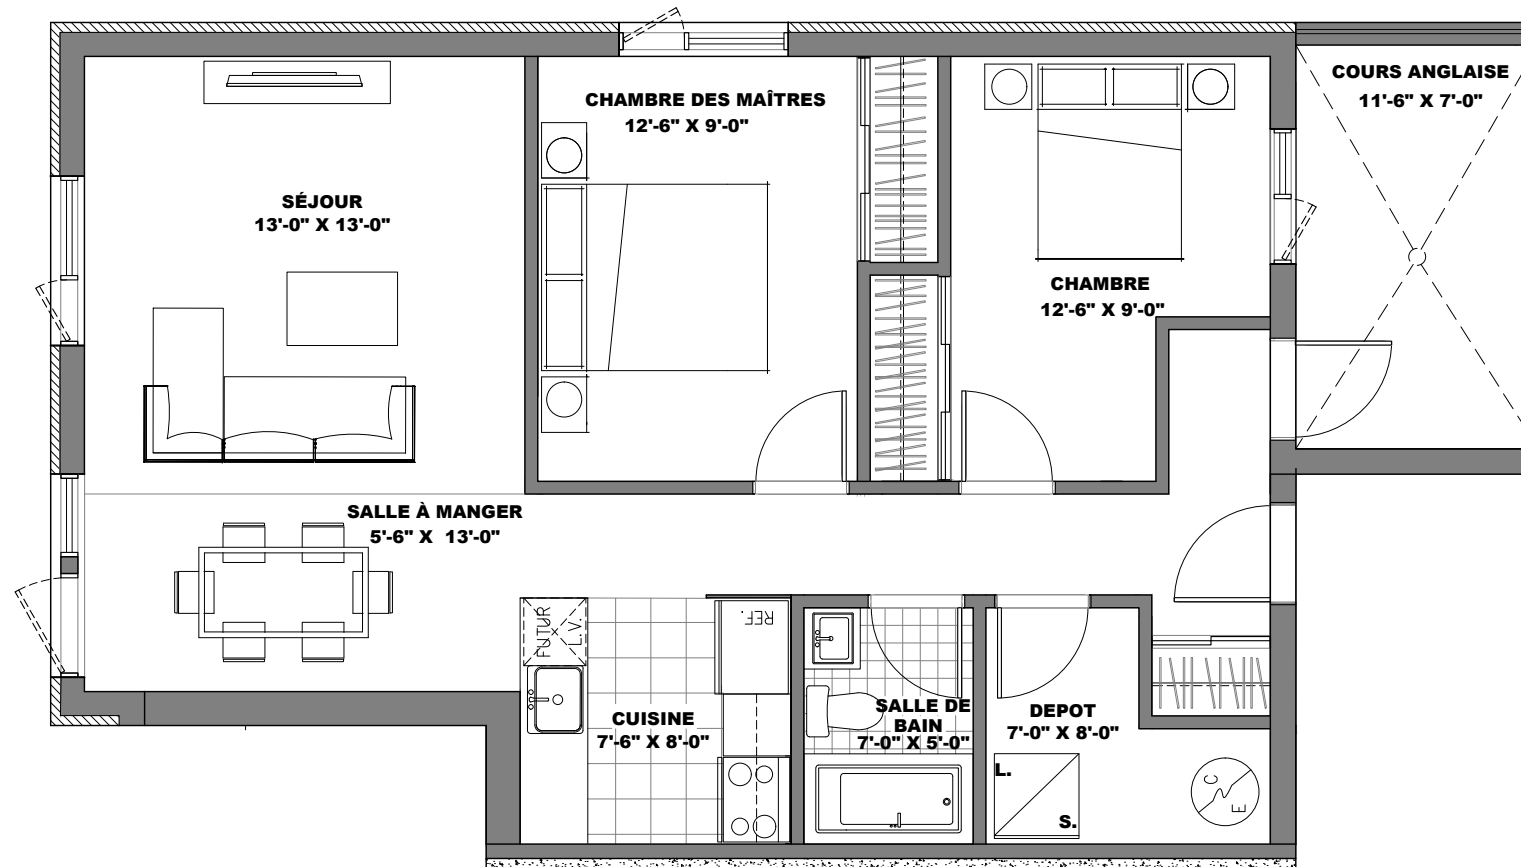 COURS ANGLAISE
11'-6" X 7'-0"
CHAMBRE DES MAÎTRES
12'-6" X 9'-0"
SÉJOUR
13'-0" X 13'-0"
CHAMBRE
12'-6" X 9'-0"
SALLE À MANGER
5'-6" X 13'-0"
FUTUR
L.V.
REF.
CUISINE
7'-6" X 8'-0"
SALLE DE
BAIN
7'-0" X 5'-0"
DEPOT
7'-0" X 8'-0"
L.
S.
C
E